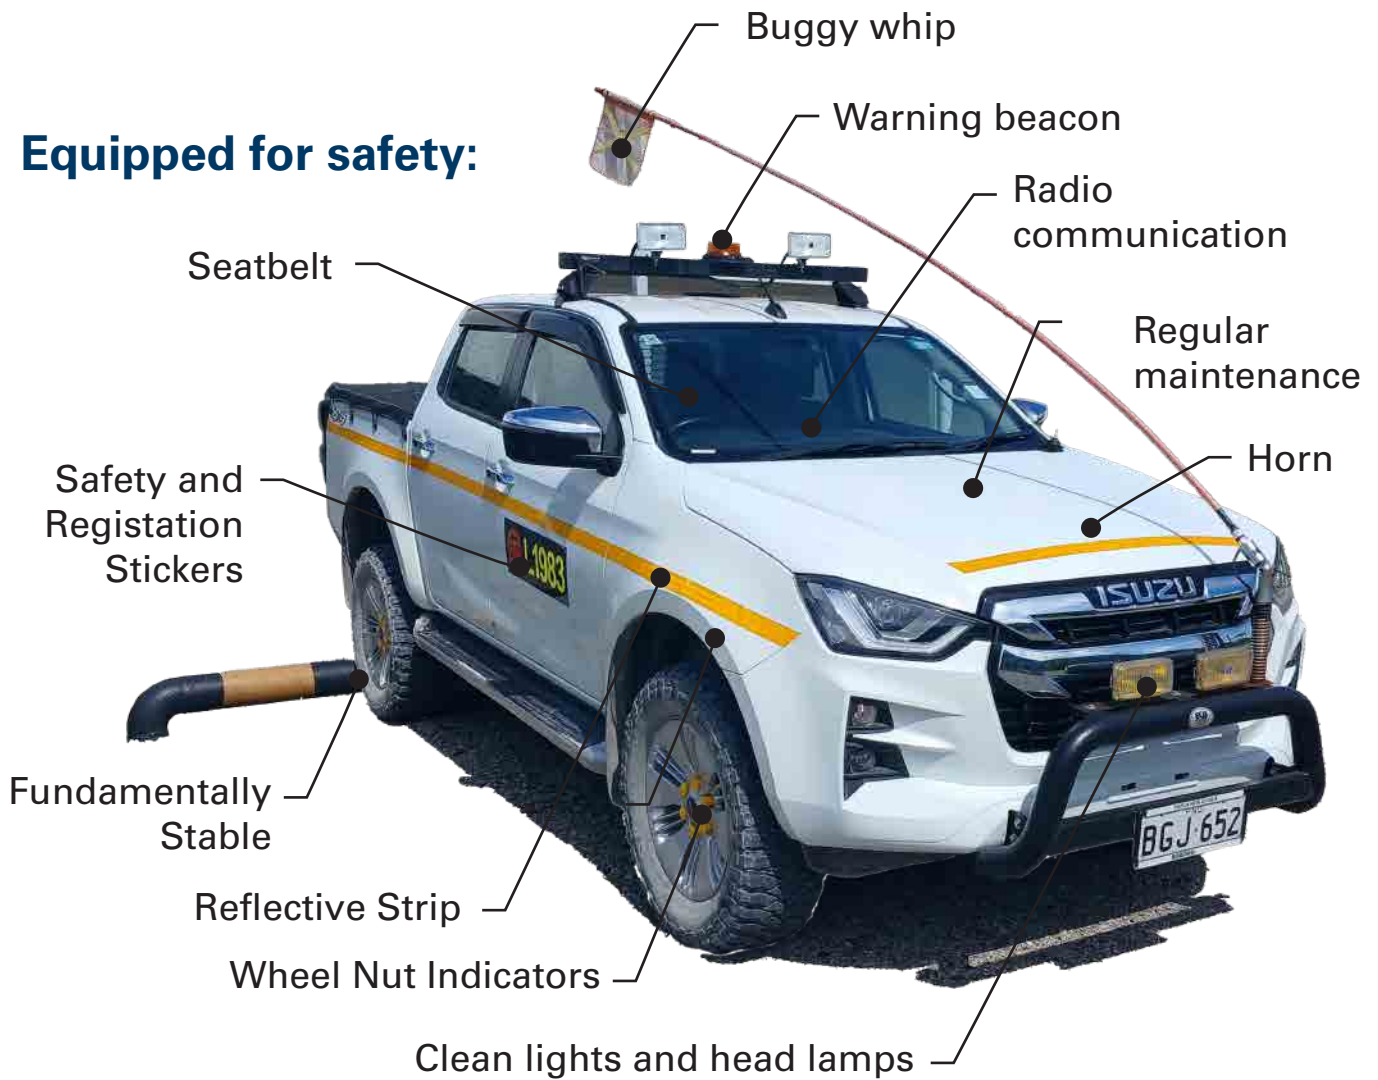 Buggy whip
Warning beacon
Equipped for safety:
Radio
communication
Seatbelt
Regular
maintenance
Horn
Safety and
Registation
Stickers
L1983
ISUZU
BGJ 652
Fundamentally
Stable
Reflective Strip
Wheel Nut Indicators
Clean lights and head lamps